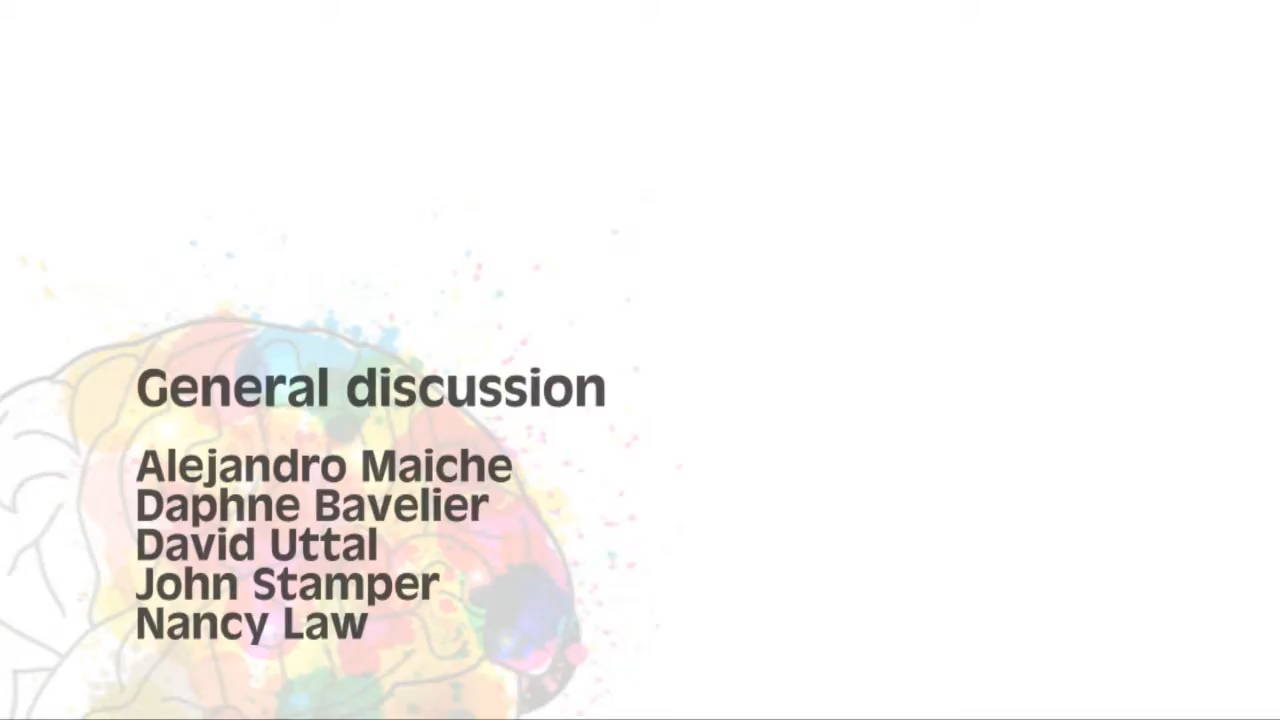 General discussion
Alejandro Maiche
Daphne Bavelier
David Uttal
John Stamper
Nancy Law